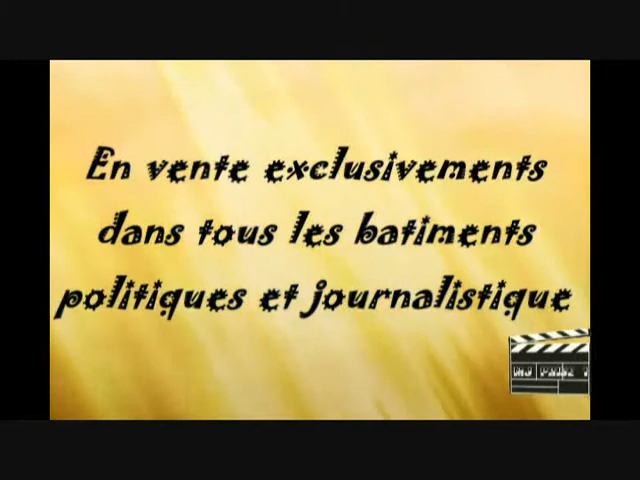 En vente exclusivements
dans tous les batiments
politiques et journalistique